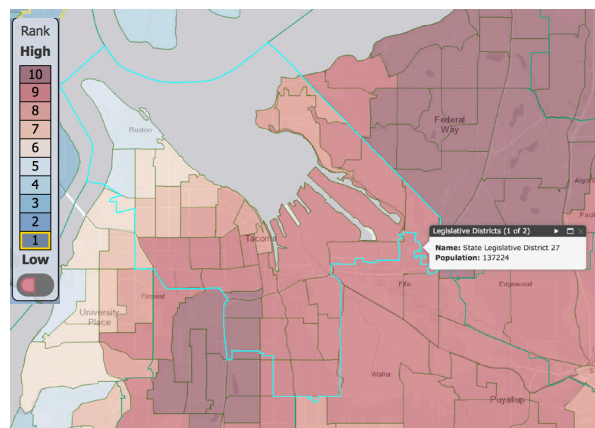 Rank
High
10
9
8
7
6
5
4
3
2
1
Low
Ruston
Federal
Way
Tacoma
Legislative Districts (1 of 2)
Name: State Legislative District 27
Population: 137224
Fife
Edgewood
Fircrest
University
Place
Waller
Puyallup